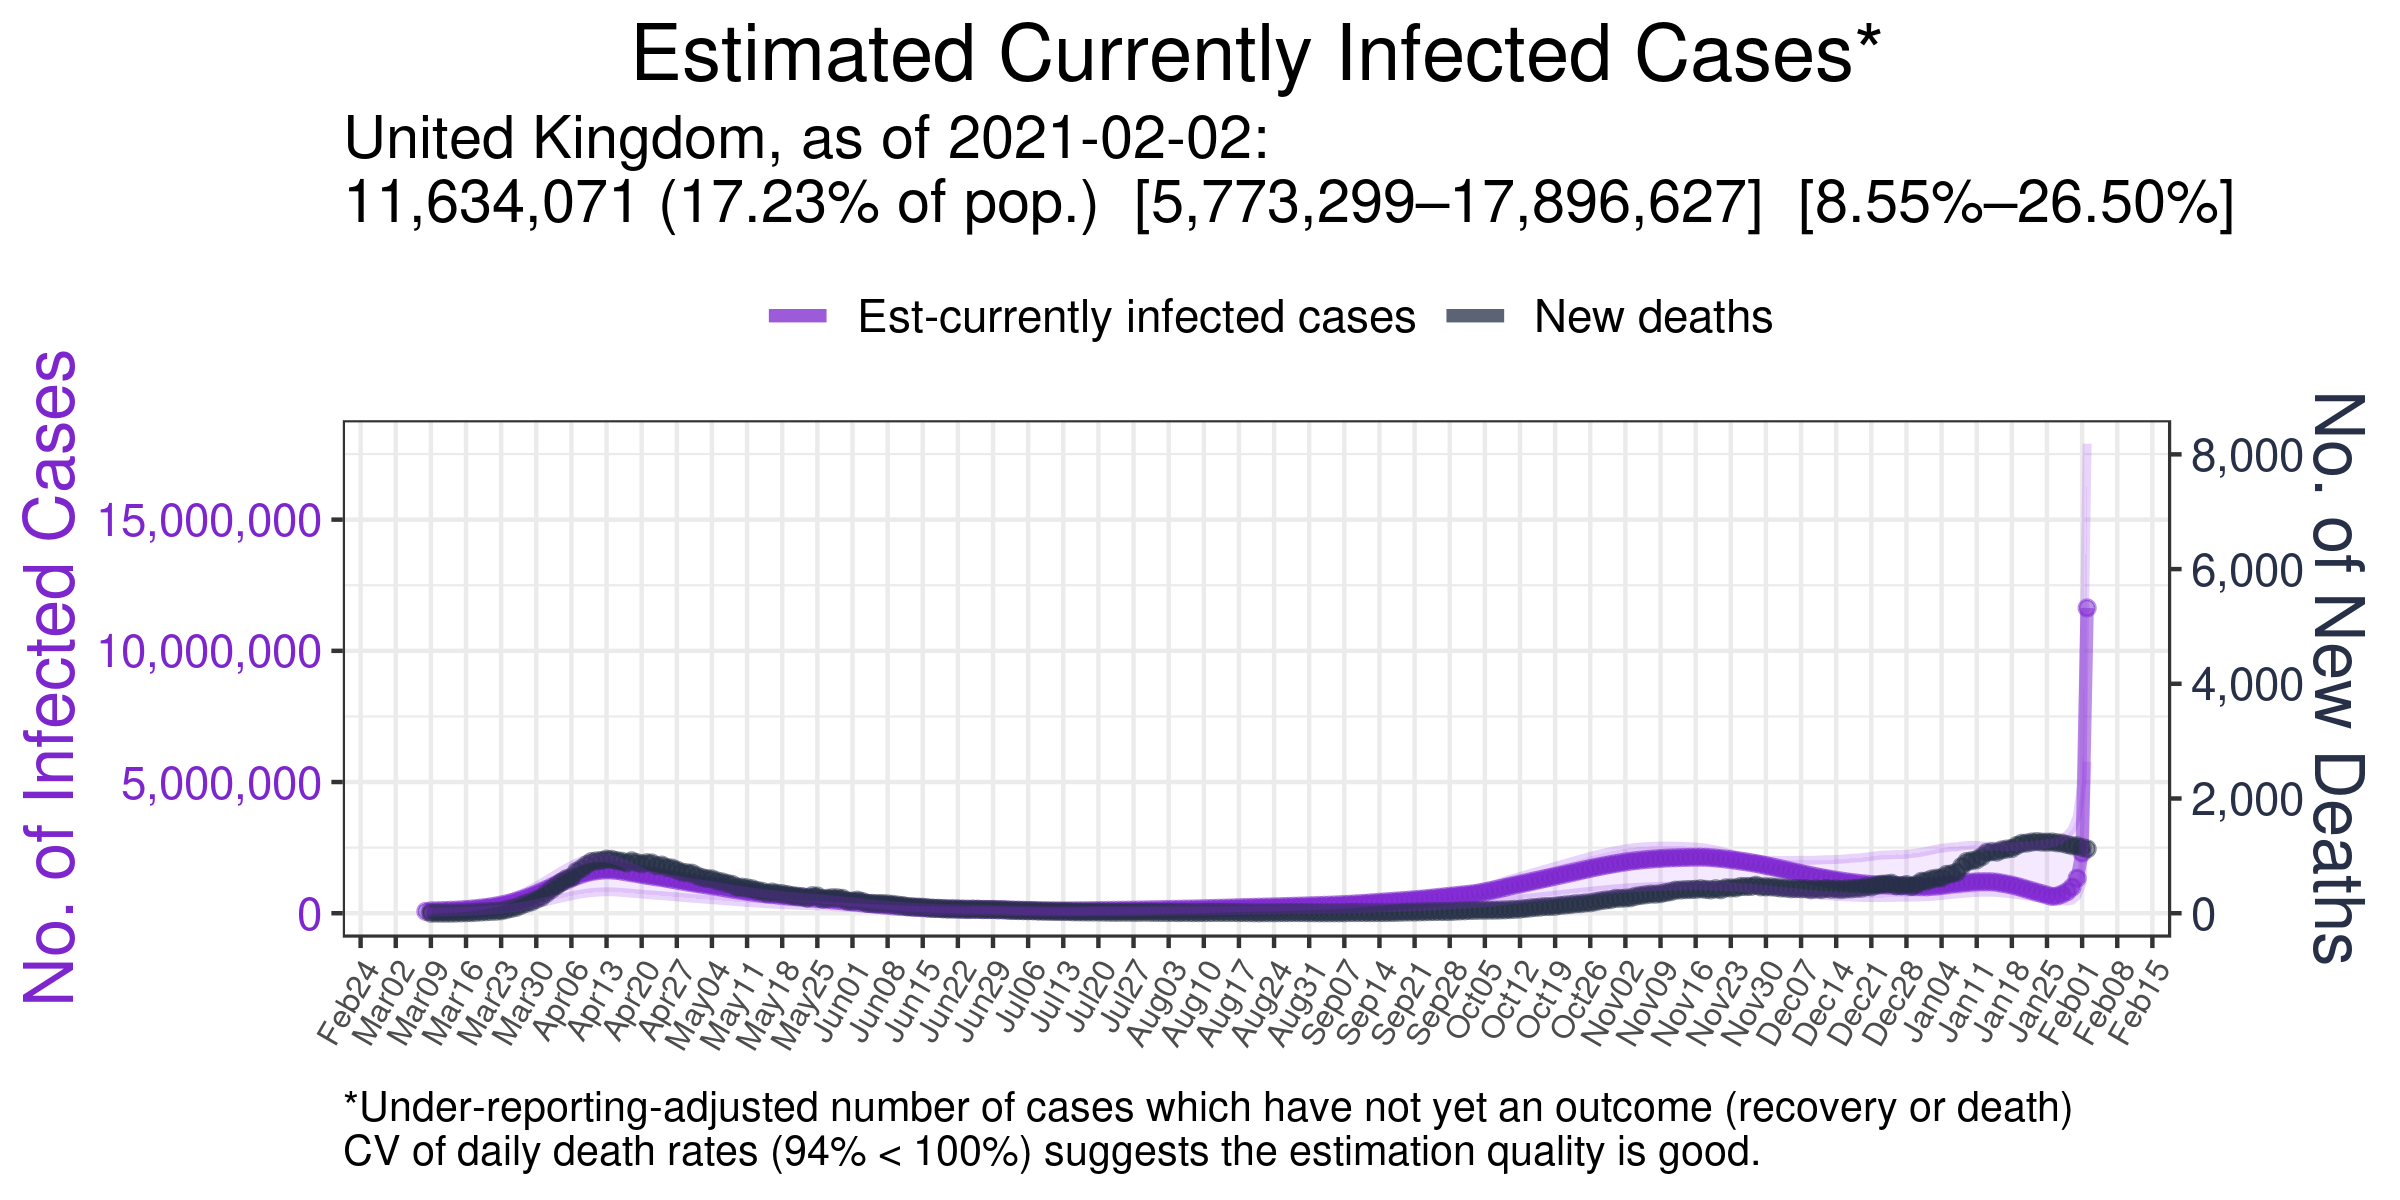 Estimated Currently Infected Cases*
United Kingdom, as of 2021-02-02:
11,634,071 (17.23% of pop.) [5,773,299–17,896,627] [8.55%–26.50%]
Est-currently infected cases New deaths
No. of Infected Cases
15,000,000
10,000,000
5,000,000
0
8,000
6,000
4,000
2,000
0
No. of New Deaths
Feb24 Mar02 Mar09 Mar16 Mar23 Mar30 Apr06 Apr13 Apr20 Apr27 May04 May11 May18 May25 Jun01 Jun08 Jun15 Jun22 Jun29 Jul06 Jul13 Jul20 Jul27 Aug03 Aug10 Aug17 Aug24 Aug31 Sep07 Sep14 Sep21 Sep28 Oct05 Oct12 Oct19 Oct26 Nov02 Nov09 Nov16 Nov23 Nov30 Dec07 Dec14 Dec21 Dec28 Jan04 Jan11 Jan18 Jan25 Feb01 Feb08 Feb15
*Under-reporting-adjusted number of cases which have not yet an outcome (recovery or death)
CV of daily death rates (94% < 100%) suggests the estimation quality is good.